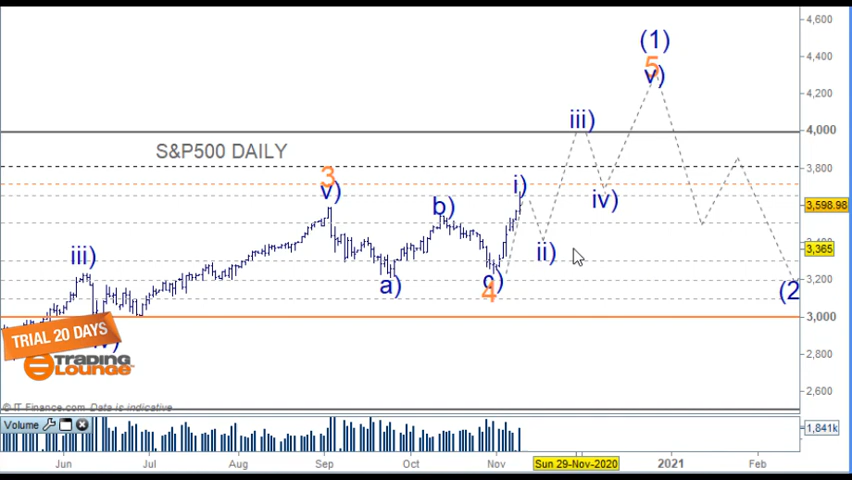 4,600
(1)
4,400
5
v)
4,200
iii)
4,000
S&P500 DAILY
3,800
3
v)
i)
iv)
b)
3,598.98
iii)
ii)
3,365
a)
c)
4
3,200
(2
3,000
TRIAL 20 DAYS
TRADING
LOUNGE
2,800
2,600
© IT Finance.com Data is indicative
Volume
1,841k
Jun Jul Aug Sep Oct Nov Sun 29-Nov-2020 2021 Feb